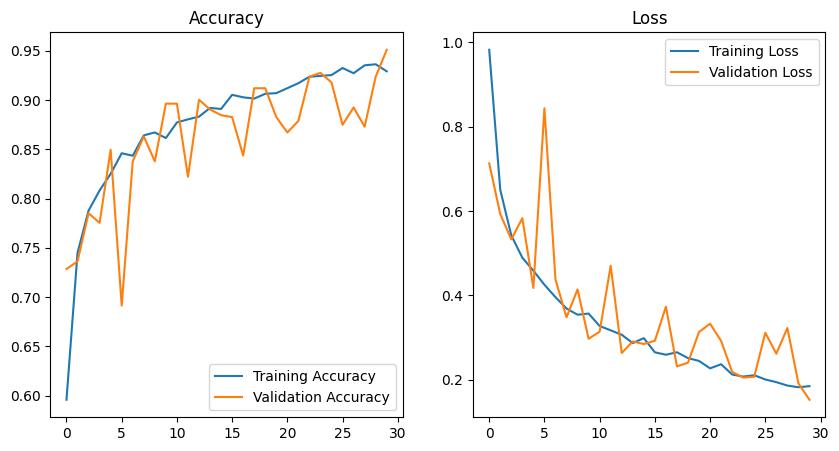 Accuracy
0.95
0.90
0.85
0.80
0.75
0.70
0.65
0.60
Training Accuracy
Validation Accuracy
0 5 10 15 20 25 30
Loss
1.0
0.8
0.6
0.4
0.2
Training Loss
Validation Loss
0 5 10 15 20 25 30